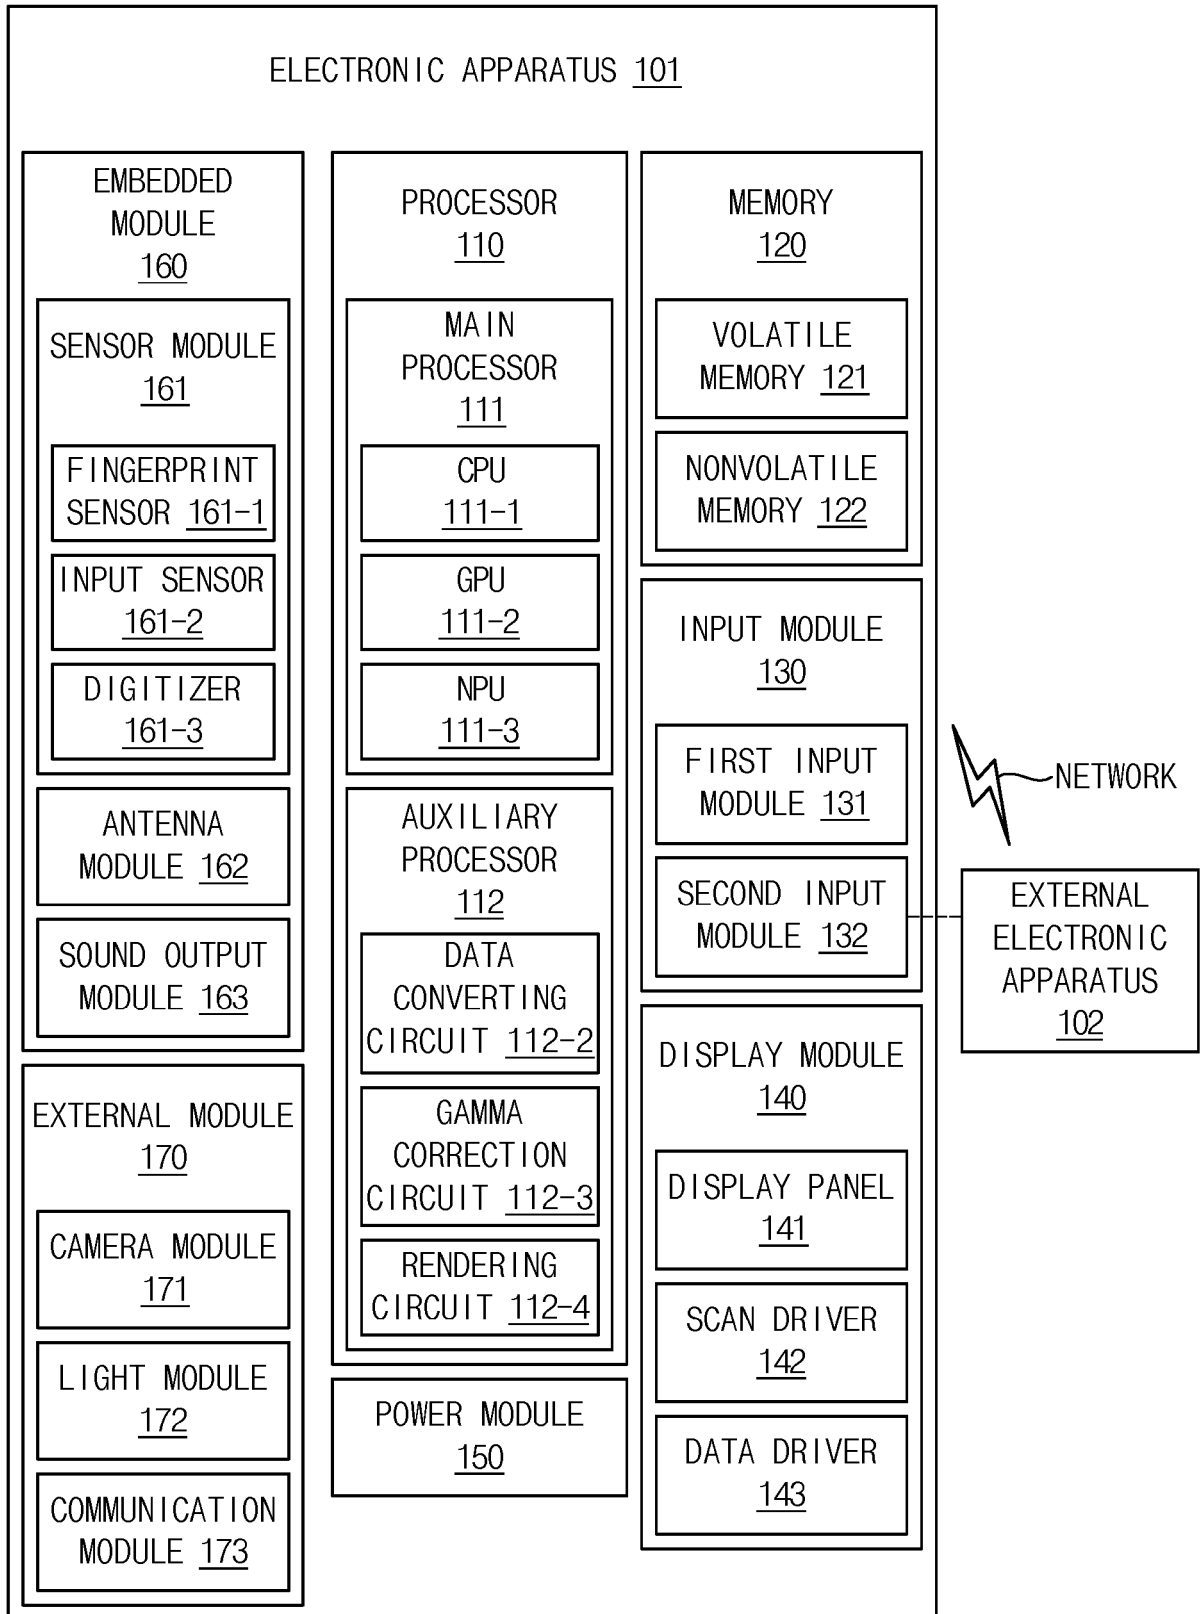 ELECTRONIC APPARATUS 101
EMBEDDED
MODULE
160
SENSOR MODULE
161
FINGERPRINT
SENSOR 161-1
INPUT SENSOR
161-2
DIGITIZER
161-3
ANTENNA
MODULE 162
SOUND OUTPUT
MODULE 163
EXTERNAL MODULE
170
CAMERA MODULE
171
LIGHT MODULE
172
COMMUNICATION
MODULE 173
PROCESSOR
110
MAIN
PROCESSOR
111
CPU
111-1
GPU
111-2
NPU
111-3
AUXILIARY
PROCESSOR
112
DATA
CONVERTING
CIRCUIT 112-2
GAMMA
CORRECTION
CIRCUIT 112-3
RENDERING
CIRCUIT 112-4
POWER MODULE
150
MEMORY
120
VOLATILE
MEMORY 121
NONVOLATILE
MEMORY 122
INPUT MODULE
130
FIRST INPUT
MODULE 131
SECOND INPUT
MODULE 132
DISPLAY MODULE
140
DISPLAY PANEL
141
SCAN DRIVER
142
DATA DRIVER
143
NETWORK
EXTERNAL
ELECTRONIC
APPARATUS
102